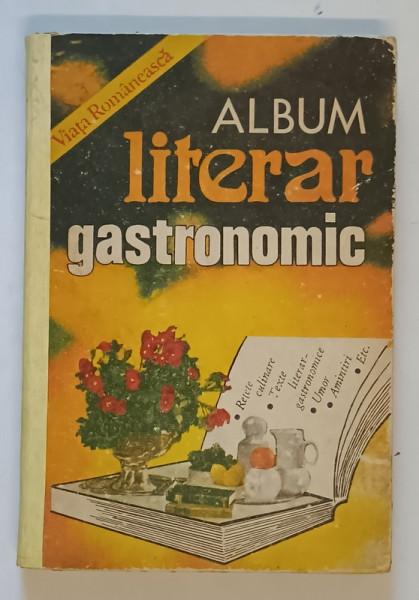 Viața Românească
ALBUM
literar
gastronomic
• Rețete
culinare
• Texte
literar-
gastronomice
• Umor
• Amintiri
• Etc.